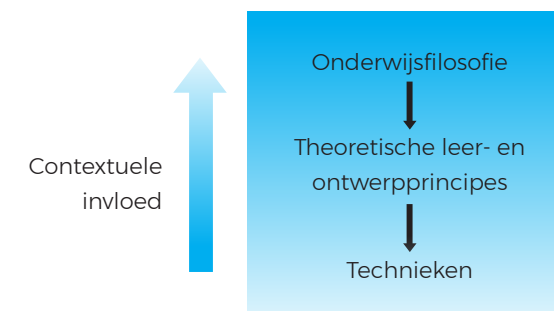 Contextuele
invloed
Onderwijsfilosofie
Theoretische leer- en
ontwerpprincipes
Technieken